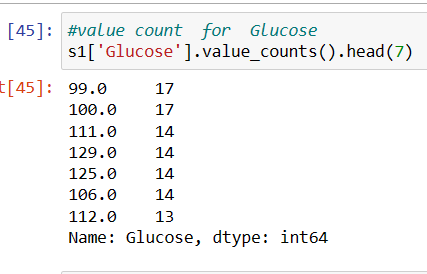 [45]: #value count  for  Glucose
s1['Glucose'].value_counts().head(7)
t[45]: 99.0     17
100.0    17
111.0    14
129.0    14
125.0    14
106.0    14
112.0    13
Name: Glucose, dtype: int64